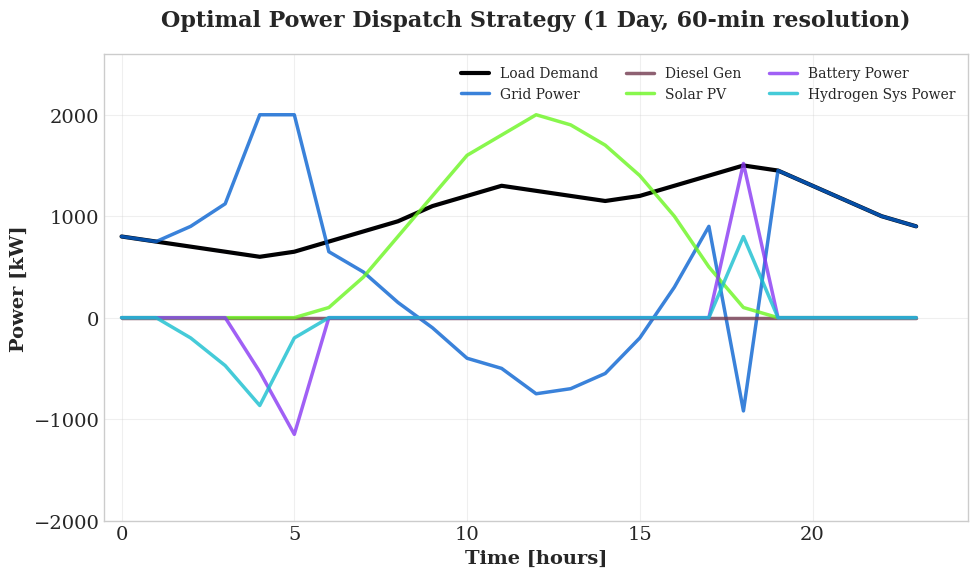 Optimal Power Dispatch Strategy (1 Day, 60-min resolution)
Load Demand
Grid Power
Diesel Gen
Solar PV
Battery Power
Hydrogen Sys Power
Power [kW]
2000
1000
0
−1000
−2000
0 5 10 15 20
Time [hours]